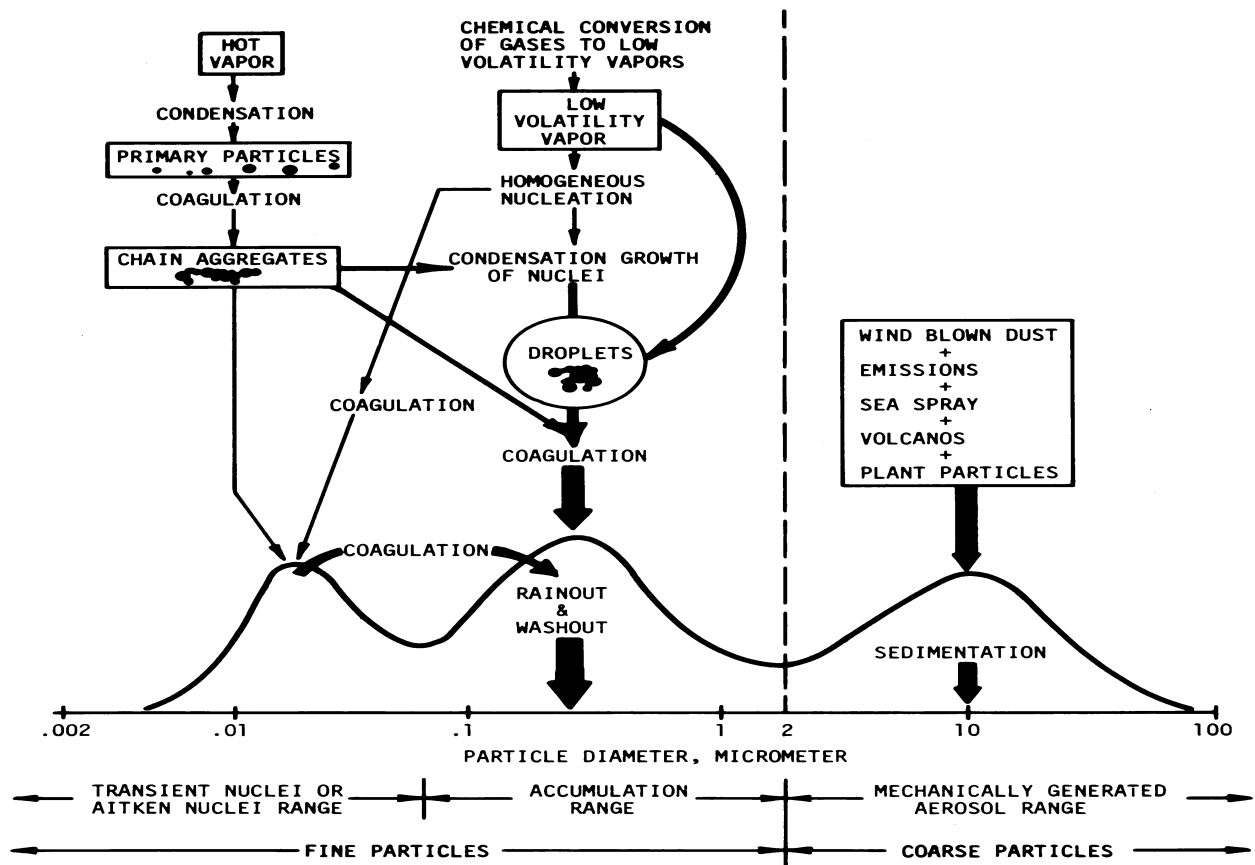 HOT
VAPOR
CONDENSATION
PRIMARY PARTICLES
COAGULATION
CHAIN AGGREGATES
CHEMICAL CONVERSION
OF GASES TO LOW
VOLATILITY VAPORS
LOW
VOLATILITY
VAPOR
HOMOGENEOUS
NUCLEATION
CONDENSATION GROWTH
OF NUCLEI
DROPLETS
COAGULATION
COAGULATION
COAGULATION
RAINOUT
&
WASHOUT
WIND BLOWN DUST
+
EMISSIONS
+
SEA SPRAY
+
VOLCANOS
+
PLANT PARTICLES
SEDIMENTATION
.002 .01 .1 1 2 10 100
PARTICLE DIAMETER, MICROMETER
TRANSIENT NUCLEI OR
AITKEN NUCLEI RANGE
ACCUMULATION
RANGE
MECHANICALLY GENERATED
AEROSOL RANGE
FINE PARTICLES
COARSE PARTICLES